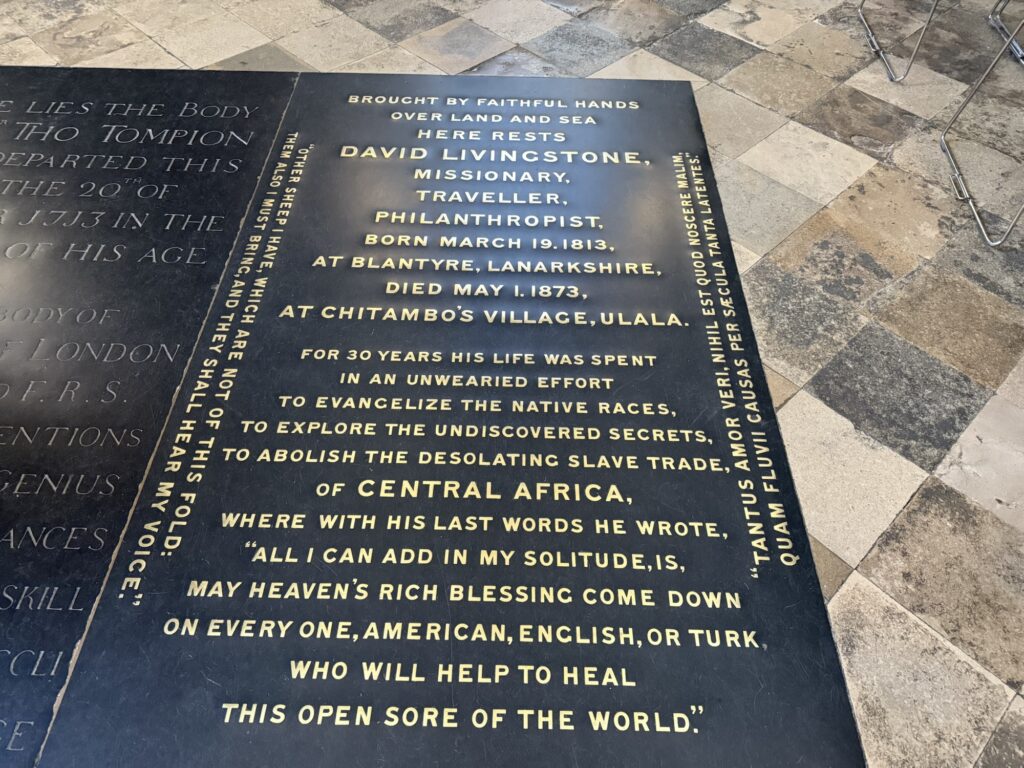 LIES THE BODY
THO TOMPION
DEPARTED THIS
THE 20TH OF
1713 IN THE
OF HIS AGE
BODY OF
LONDON
F.R.S.
GENIUS
SKILL
"OTHER SHEEP I HAVE, WHICH ARE NOT OF THIS FOLD:
THEM ALSO I MUST BRING, AND THEY SHALL HEAR MY VOICE."
BROUGHT BY FAITHFUL HANDS
OVER LAND AND SEA
HERE RESTS
DAVID LIVINGSTONE,
MISSIONARY,
TRAVELLER,
PHILANTHROPIST,
BORN MARCH 19. 1813,
AT BLANTYRE, LANARKSHIRE,
DIED MAY 1. 1873,
AT CHITAMBO'S VILLAGE, ULALA.
FOR 30 YEARS HIS LIFE WAS SPENT
IN AN UNWEARIED EFFORT
TO EVANGELIZE THE NATIVE RACES,
TO EXPLORE THE UNDISCOVERED SECRETS,
TO ABOLISH THE DESOLATING SLAVE TRADE,
OF CENTRAL AFRICA,
WHERE WITH HIS LAST WORDS HE WROTE,
"ALL I CAN ADD IN MY SOLITUDE, IS,
MAY HEAVEN'S RICH BLESSING COME DOWN
ON EVERY ONE, AMERICAN, ENGLISH, OR TURK,
WHO WILL HELP TO HEAL
THIS OPEN SORE OF THE WORLD."
"TANTUS AMOR VERI, NIHIL EST QUOD NOSCERE MALIM,
QUAM FLUVII CAUSAS PER SÆCULA TANTA LATENTES."